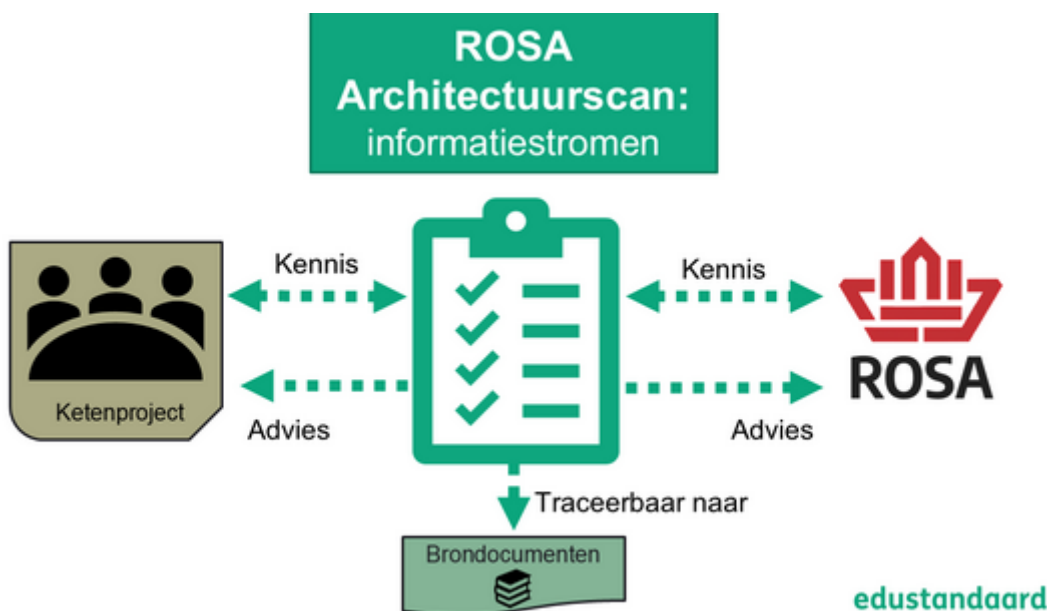 ROSA
Architectuurscan:
informatiestromen
Kennis
Kennis
ROSA
Ketenproject
Advies
Advies
Traceerbaar naar
Brondocumenten
edustandaard